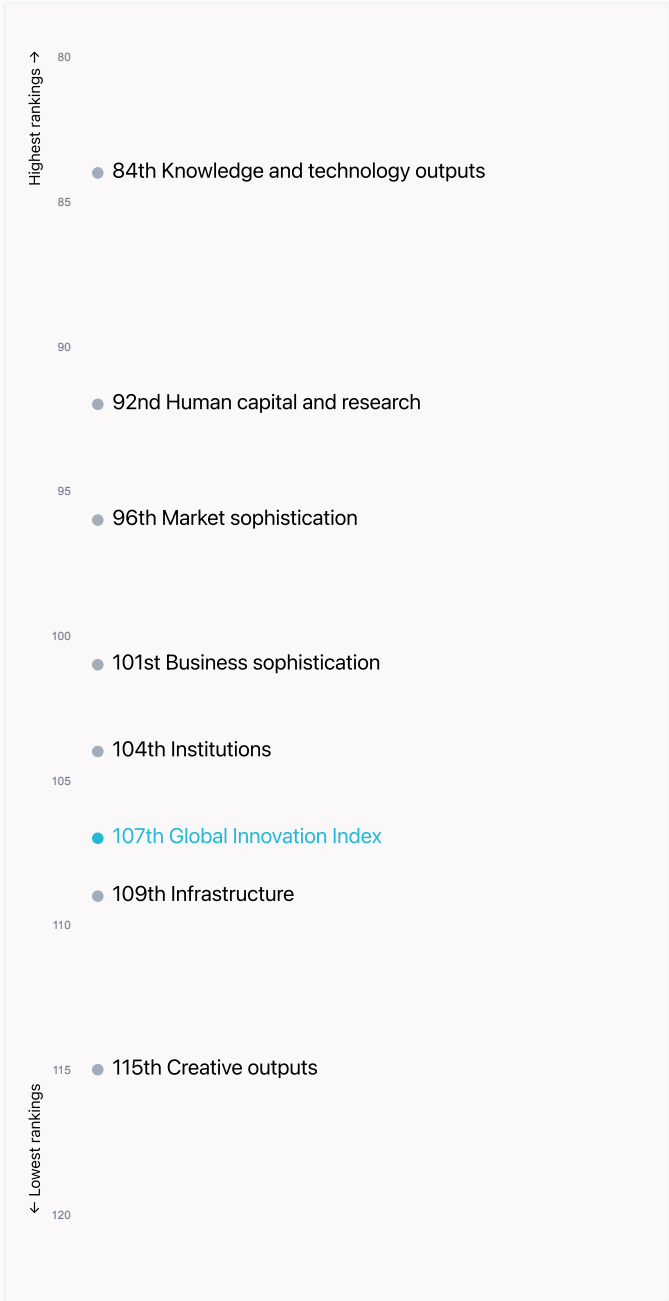 Highest rankings →
80
84th Knowledge and technology outputs
85
90
92nd Human capital and research
95
96th Market sophistication
100
101st Business sophistication
104th Institutions
105
107th Global Innovation Index
109th Infrastructure
110
115
115th Creative outputs
← Lowest rankings
120